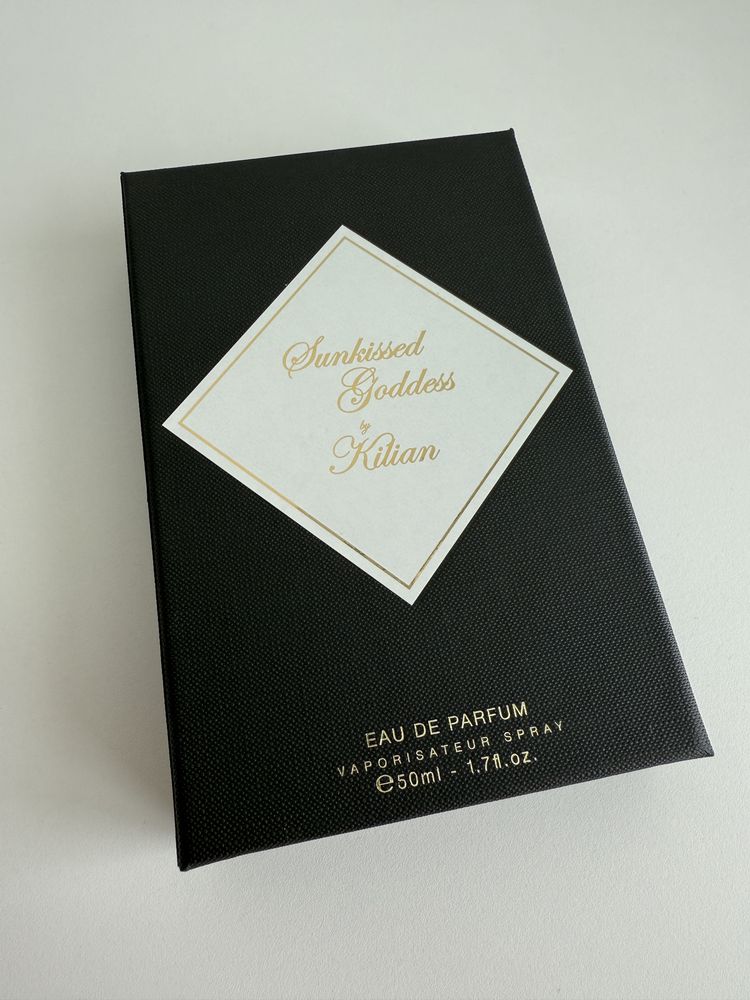 Sunkissed
Goddess
by
Kilian
EAU DE PARFUM
VAPORISATEUR SPRAY
℮50ml - 1.7fl.oz.